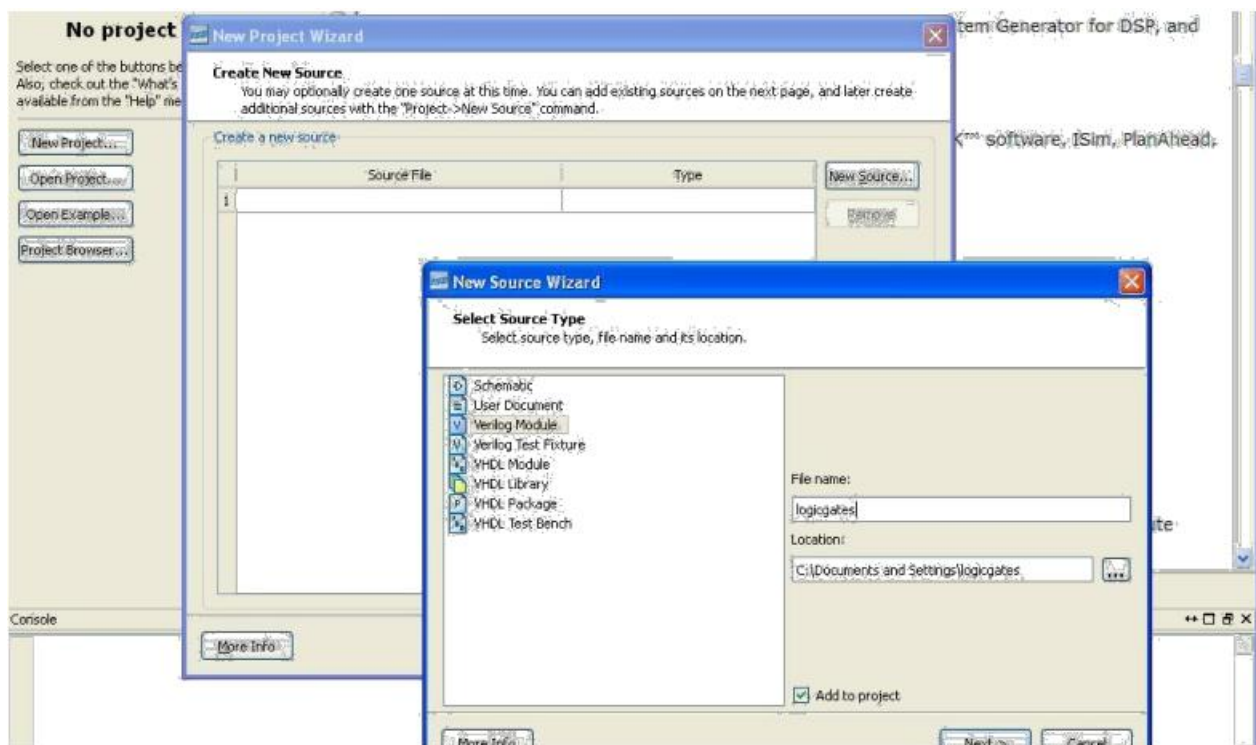 No project
Select one of the buttons be
Also, check out the "What's
available from the "Help" me
New Project...
Open Project...
Open Example...
Project Browser...
tem Generator for DSP, and
™ software, ISim, PlanAhead,
New Project Wizard
Create New Source
You may optionally create one source at this time. You can add existing sources on the next page, and later create
additional sources with the "Project->New Source" command.
Create a new source
Source File Type
1
New Source...
Remove
More Info
New Source Wizard
Select Source Type
Select source type, file name and its location.
Schematic
User Document
Verilog Module
Verilog Test Fixture
VHDL Module
VHDL Library
VHDL Package
VHDL Test Bench
File name:
logicgates
Location:
C:\Documents and Settings\logicgates
...
Add to project
More Info
Next >
Cancel
Console